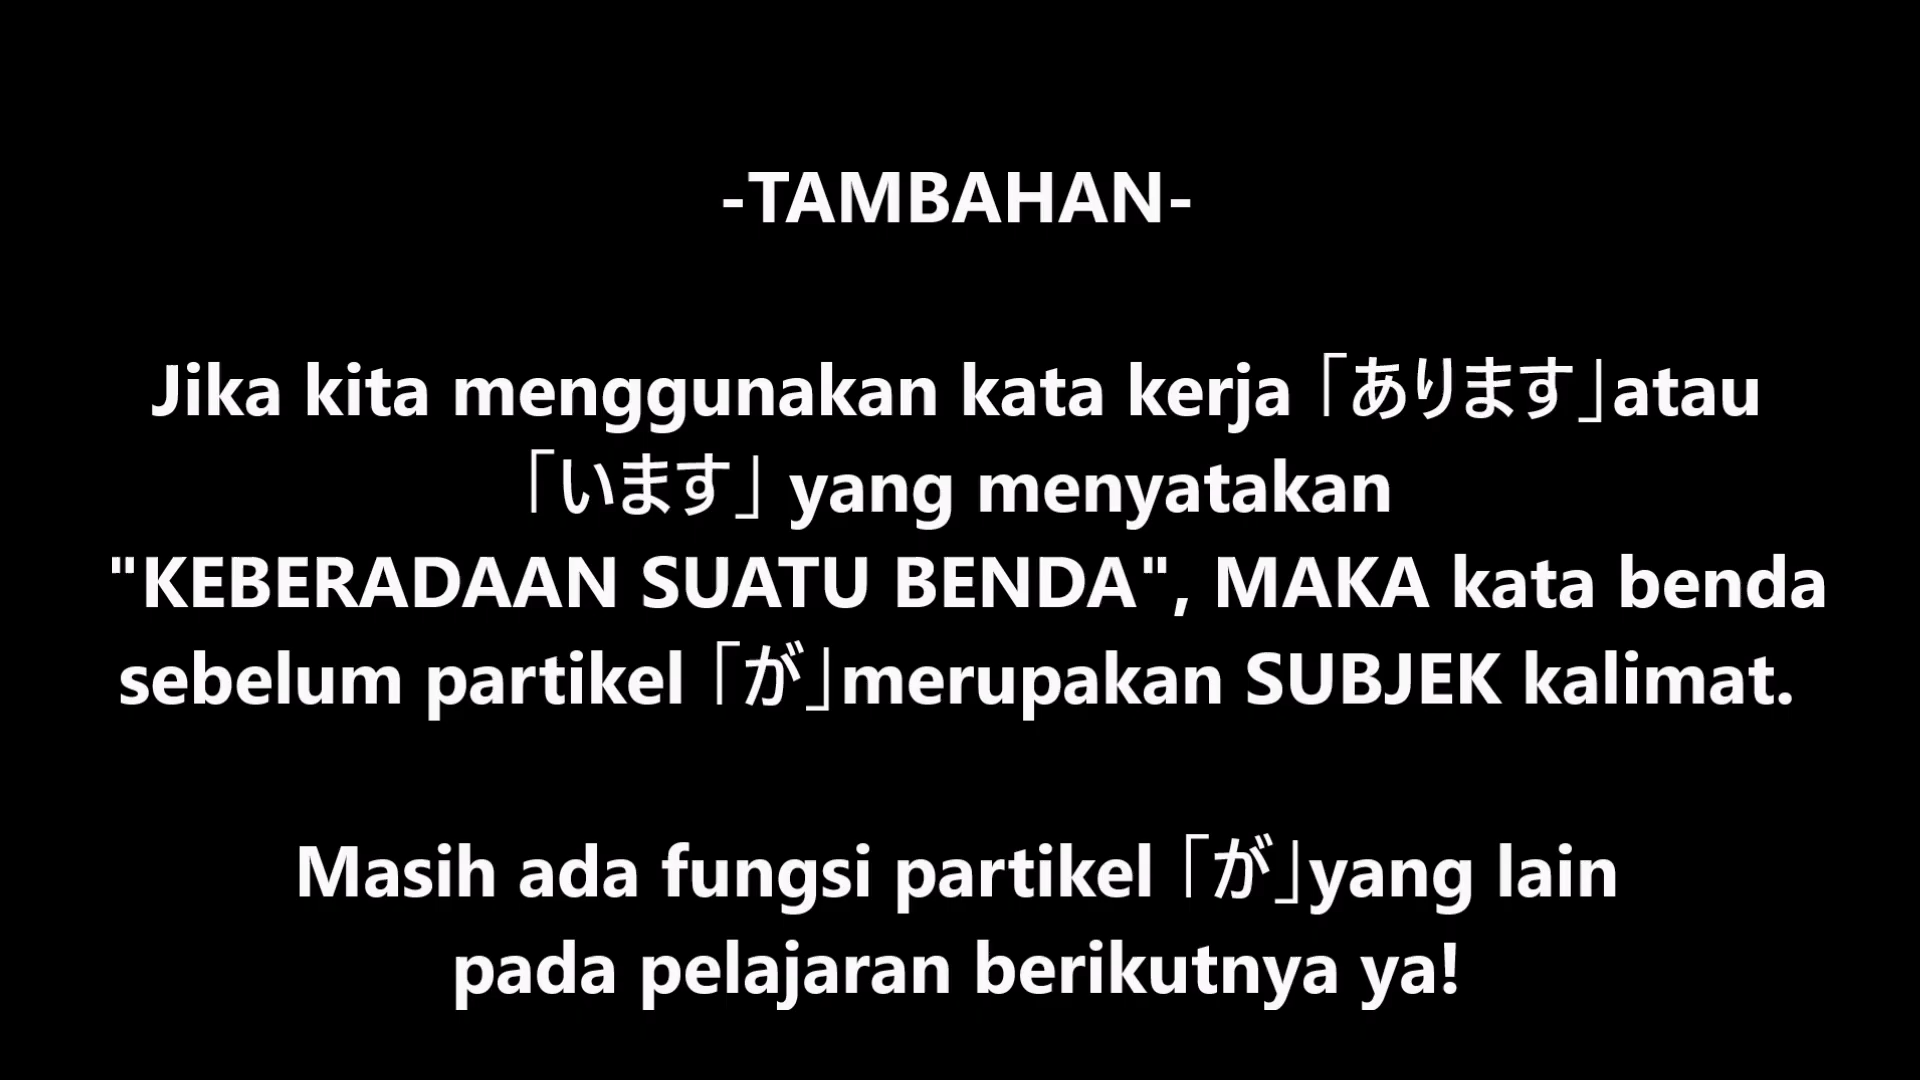 -TAMBAHAN-
Jika kita menggunakan kata kerja「あります」atau
「います」 yang menyatakan
"KEBERADAAN SUATU BENDA", MAKA kata benda
sebelum partikel「が」merupakan SUBJEK kalimat.
Masih ada fungsi partikel「が」yang lain
pada pelajaran berikutnya ya!